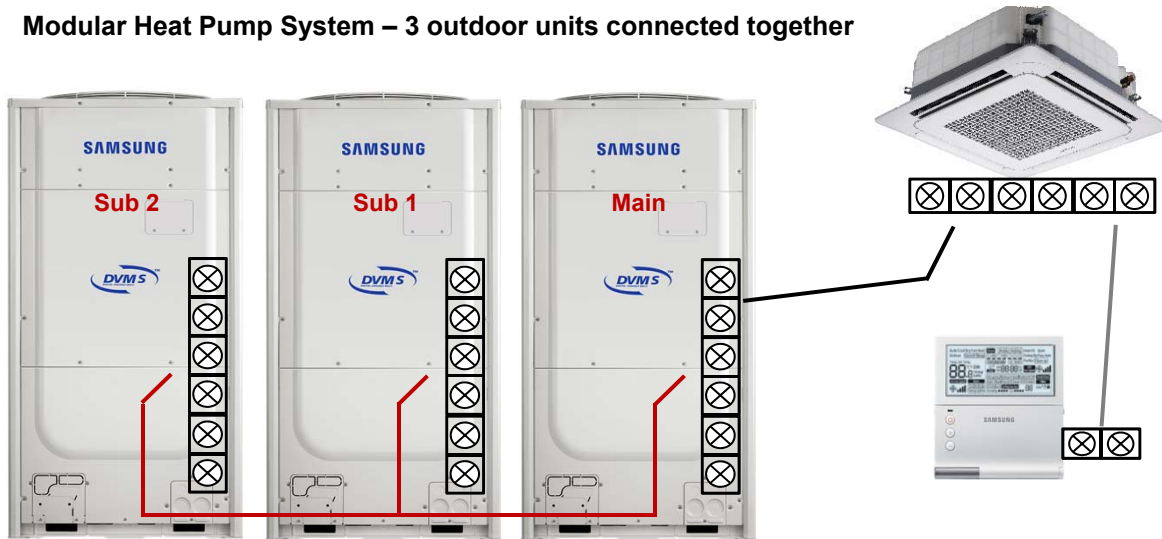 Modular Heat Pump System – 3 outdoor units connected together
SAMSUNG
SAMSUNG
SAMSUNG
Sub 2
Sub 1
Main
DVM S
DVM S
DVM S
SAMSUNG